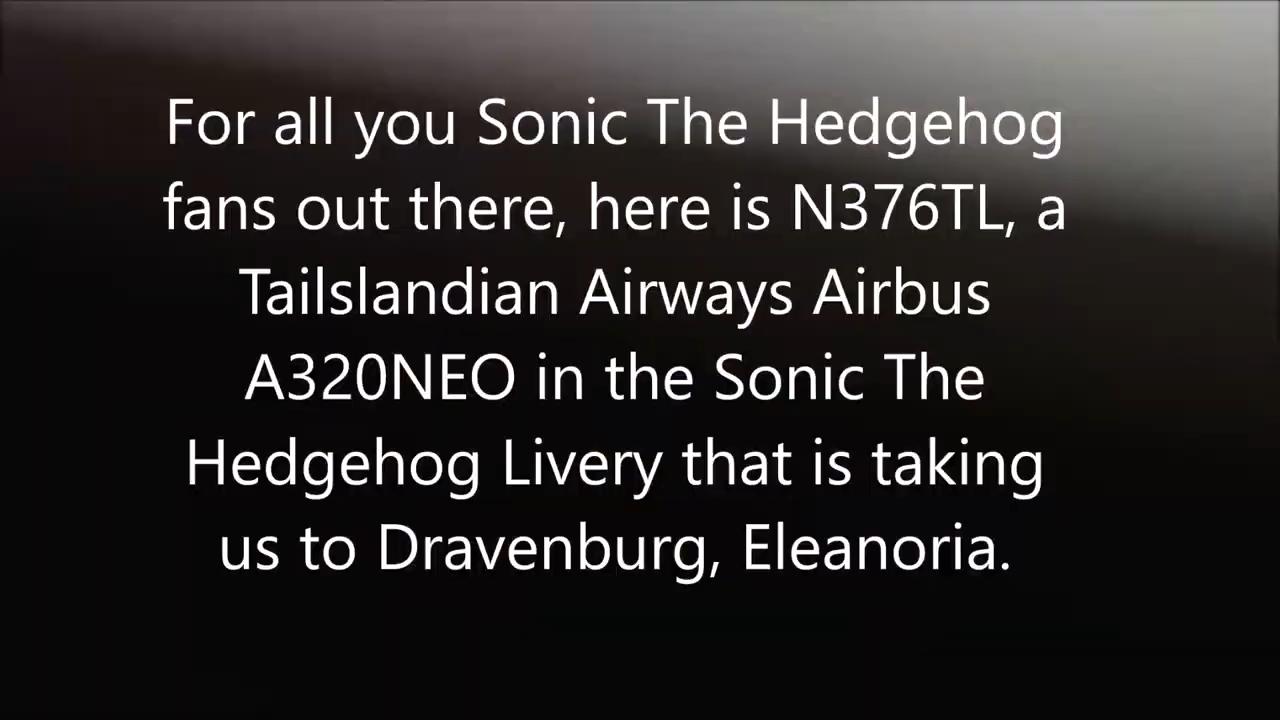 For all you Sonic The Hedgehog
fans out there, here is N376TL, a
Tailslandian Airways Airbus
A320NEO in the Sonic The
Hedgehog Livery that is taking
us to Dravenburg, Eleanoria.